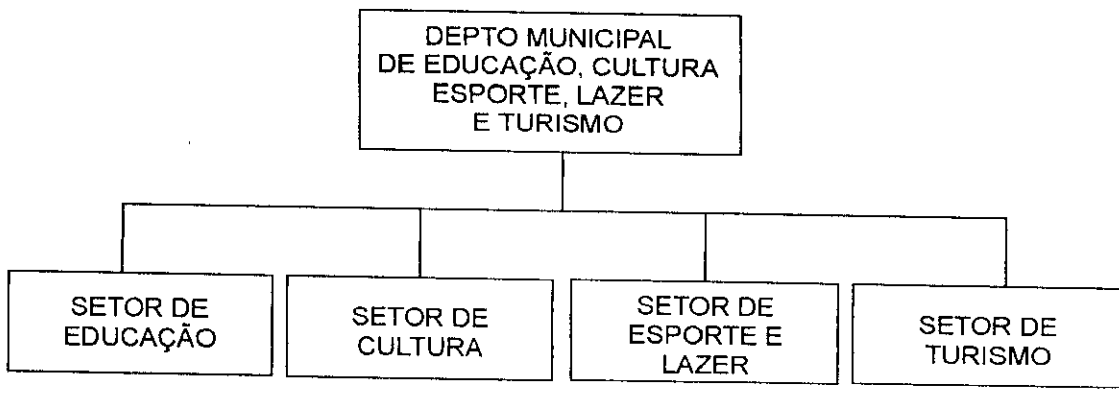 DEPTO MUNICIPAL
DE EDUCAÇÃO, CULTURA
ESPORTE, LAZER
E TURISMO
SETOR DE
EDUCAÇÃO
SETOR DE
CULTURA
SETOR DE
ESPORTE E
LAZER
SETOR DE
TURISMO